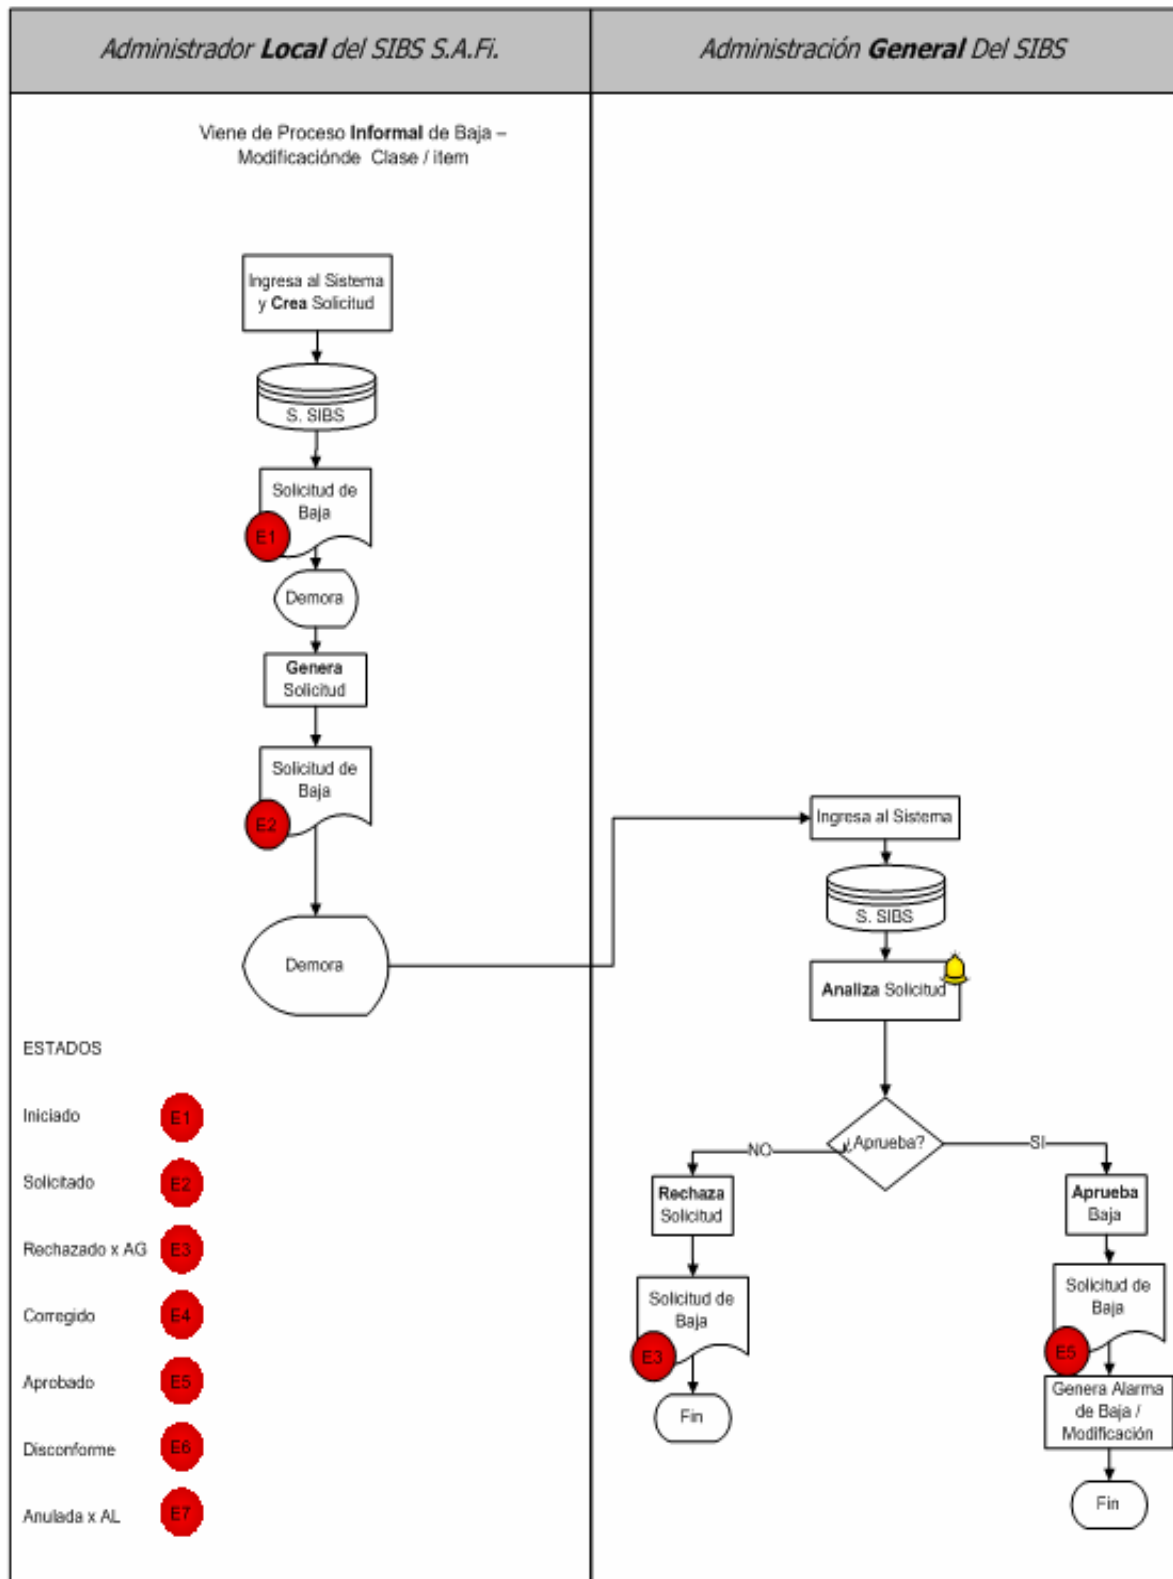 Administrador Local del SIBS S.A.Fi.
Administración General Del SIBS
Viene de Proceso Informal de Baja –
Modificaciónde Clase / item
Ingresa al Sistema
y Crea Solicitud
S. SIBS
Solicitud de
Baja
E1
Demora
Genera
Solicitud
Solicitud de
Baja
E2
Demora
Ingresa al Sistema
S. SIBS
Analiza Solicitud
¿Aprueba?
NO
SI
Rechaza
Solicitud
Solicitud de
Baja
E3
Fin
Aprueba
Baja
Solicitud de
Baja
E5
Genera Alarma
de Baja /
Modificación
Fin
ESTADOS
Iniciado E1
Solicitado E2
Rechazado x AG E3
Corregido E4
Aprobado E5
Disconforme E6
Anulada x AL E7